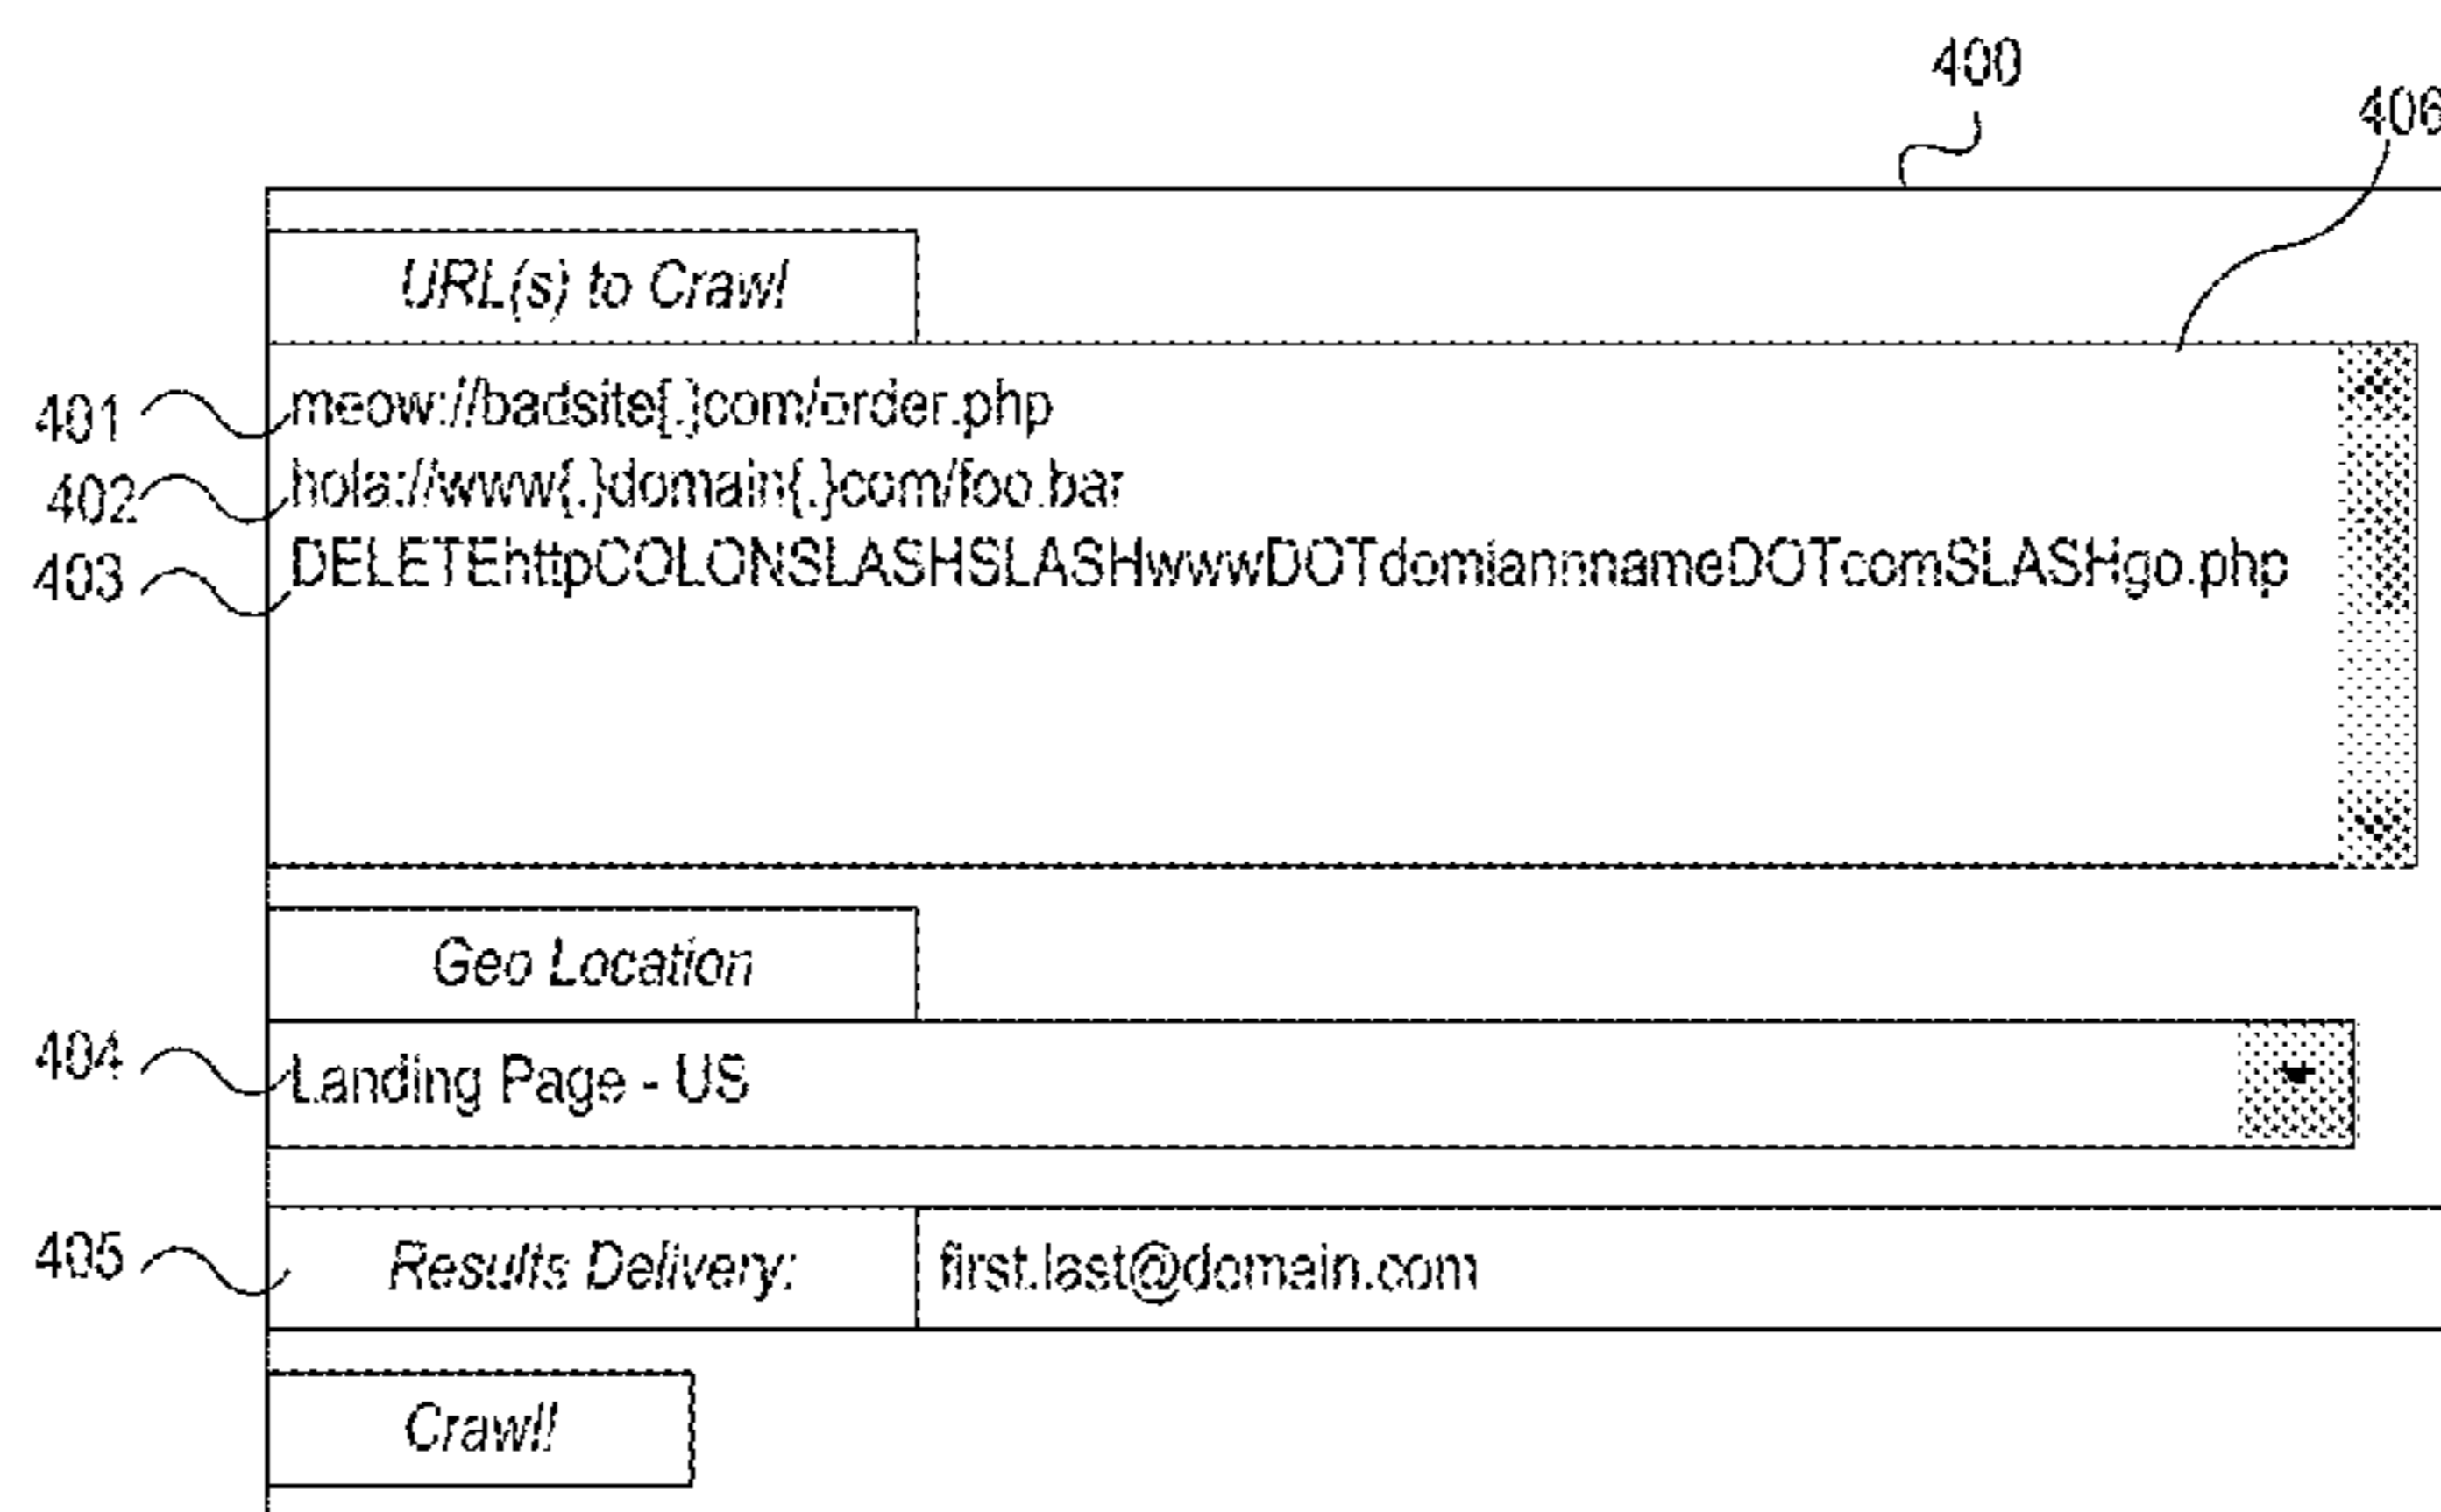 400
406
URL(s) to Crawl
401 meow://badsite[.]com/order.php
402 hola://www{.}domain{.}com/foo.bar
403 DELETEhttpCOLONSLASHSLASHwwwDOTdomiannnameDOTcomSLASHgo.php
Geo Location
404 Landing Page - US
405 Results Delivery: first.last@domain.com
Crawl!